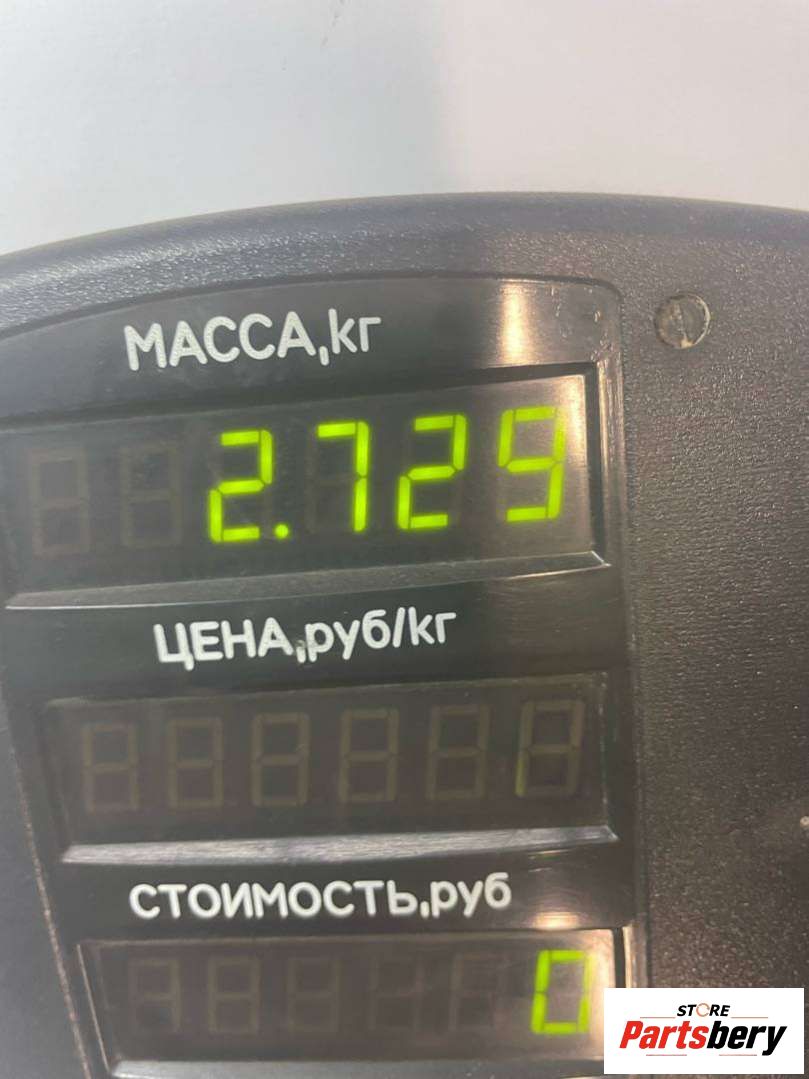 МАССА,кг
2.729
ЦЕНА,руб/кг
СТОИМОСТЬ,руб
0
STORE
Partsbery